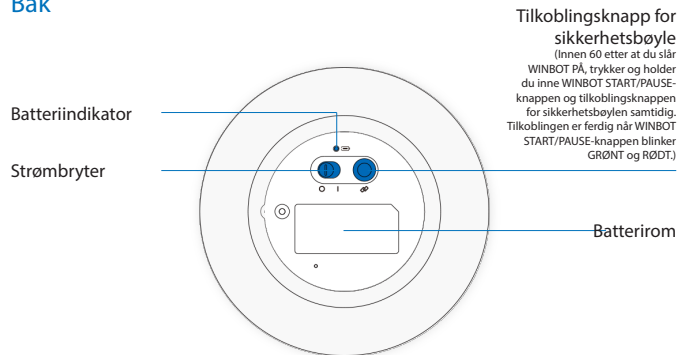 Bak
Tilkoblingsknapp for
sikkerhetsbøyle
(Innen 60 etter at du slår
WINBOT PÅ, trykker og holder
du inne WINBOT START/PAUSE-
knappen og tilkoblingsknappen
for sikkerhetsbøylen samtidig.
Tilkoblingen er ferdig når WINBOT
START/PAUSE-knappen blinker
GRØNT og RØDT.)
Batteriindikator
Strømbryter
Batterirom